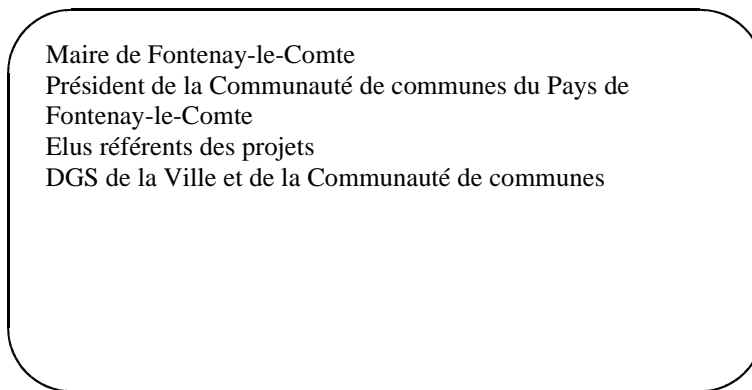 Maire de Fontenay-le-Comte
Président de la Communauté de communes du Pays de
Fontenay-le-Comte
Elus référents des projets
DGS de la Ville et de la Communauté de communes